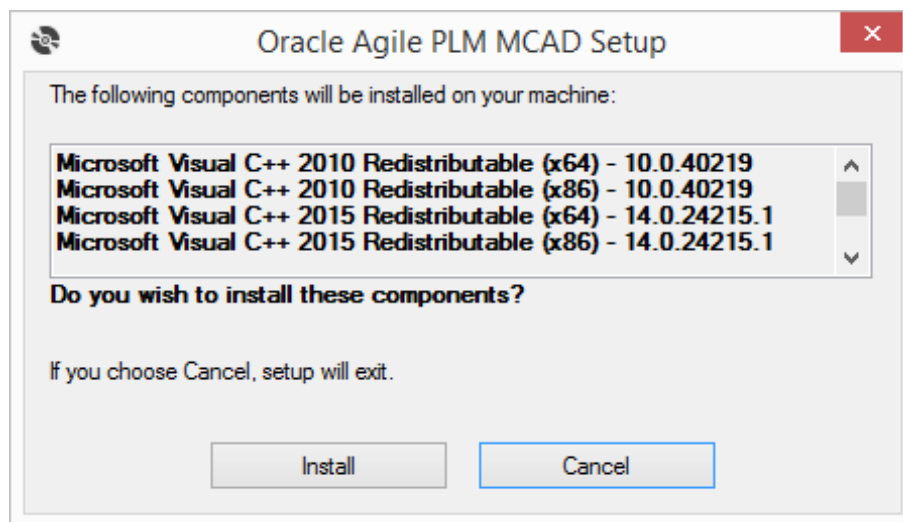 Oracle Agile PLM MCAD Setup
The following components will be installed on your machine:
Microsoft Visual C++ 2010 Redistributable (x64) - 10.0.40219
Microsoft Visual C++ 2010 Redistributable (x86) - 10.0.40219
Microsoft Visual C++ 2015 Redistributable (x64) - 14.0.24215.1
Microsoft Visual C++ 2015 Redistributable (x86) - 14.0.24215.1
Do you wish to install these components?
If you choose Cancel, setup will exit.
Install
Cancel